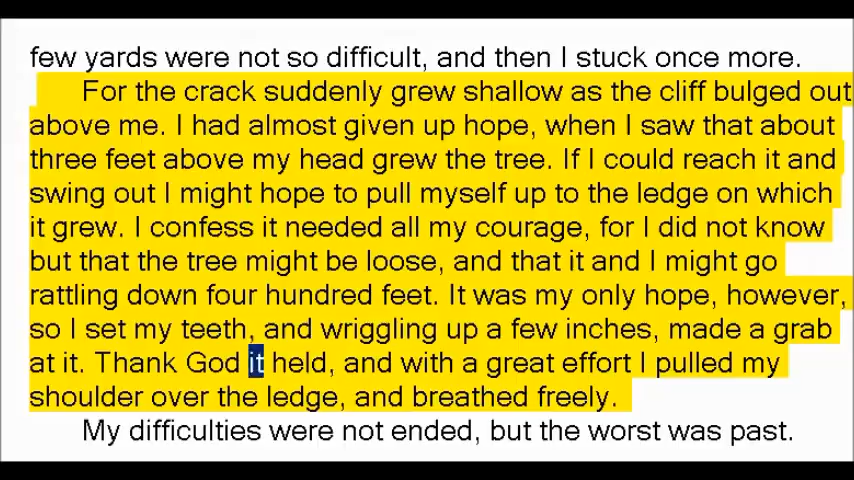 few yards were not so difficult, and then I stuck once more.
For the crack suddenly grew shallow as the cliff bulged out
above me. I had almost given up hope, when I saw that about
three feet above my head grew the tree. If I could reach it and
swing out I might hope to pull myself up to the ledge on which
it grew. I confess it needed all my courage, for I did not know
but that the tree might be loose, and that it and I might go
rattling down four hundred feet. It was my only hope, however,
so I set my teeth, and wriggling up a few inches, made a grab
at it. Thank God it held, and with a great effort I pulled my
shoulder over the ledge, and breathed freely.
My difficulties were not ended, but the worst was past.